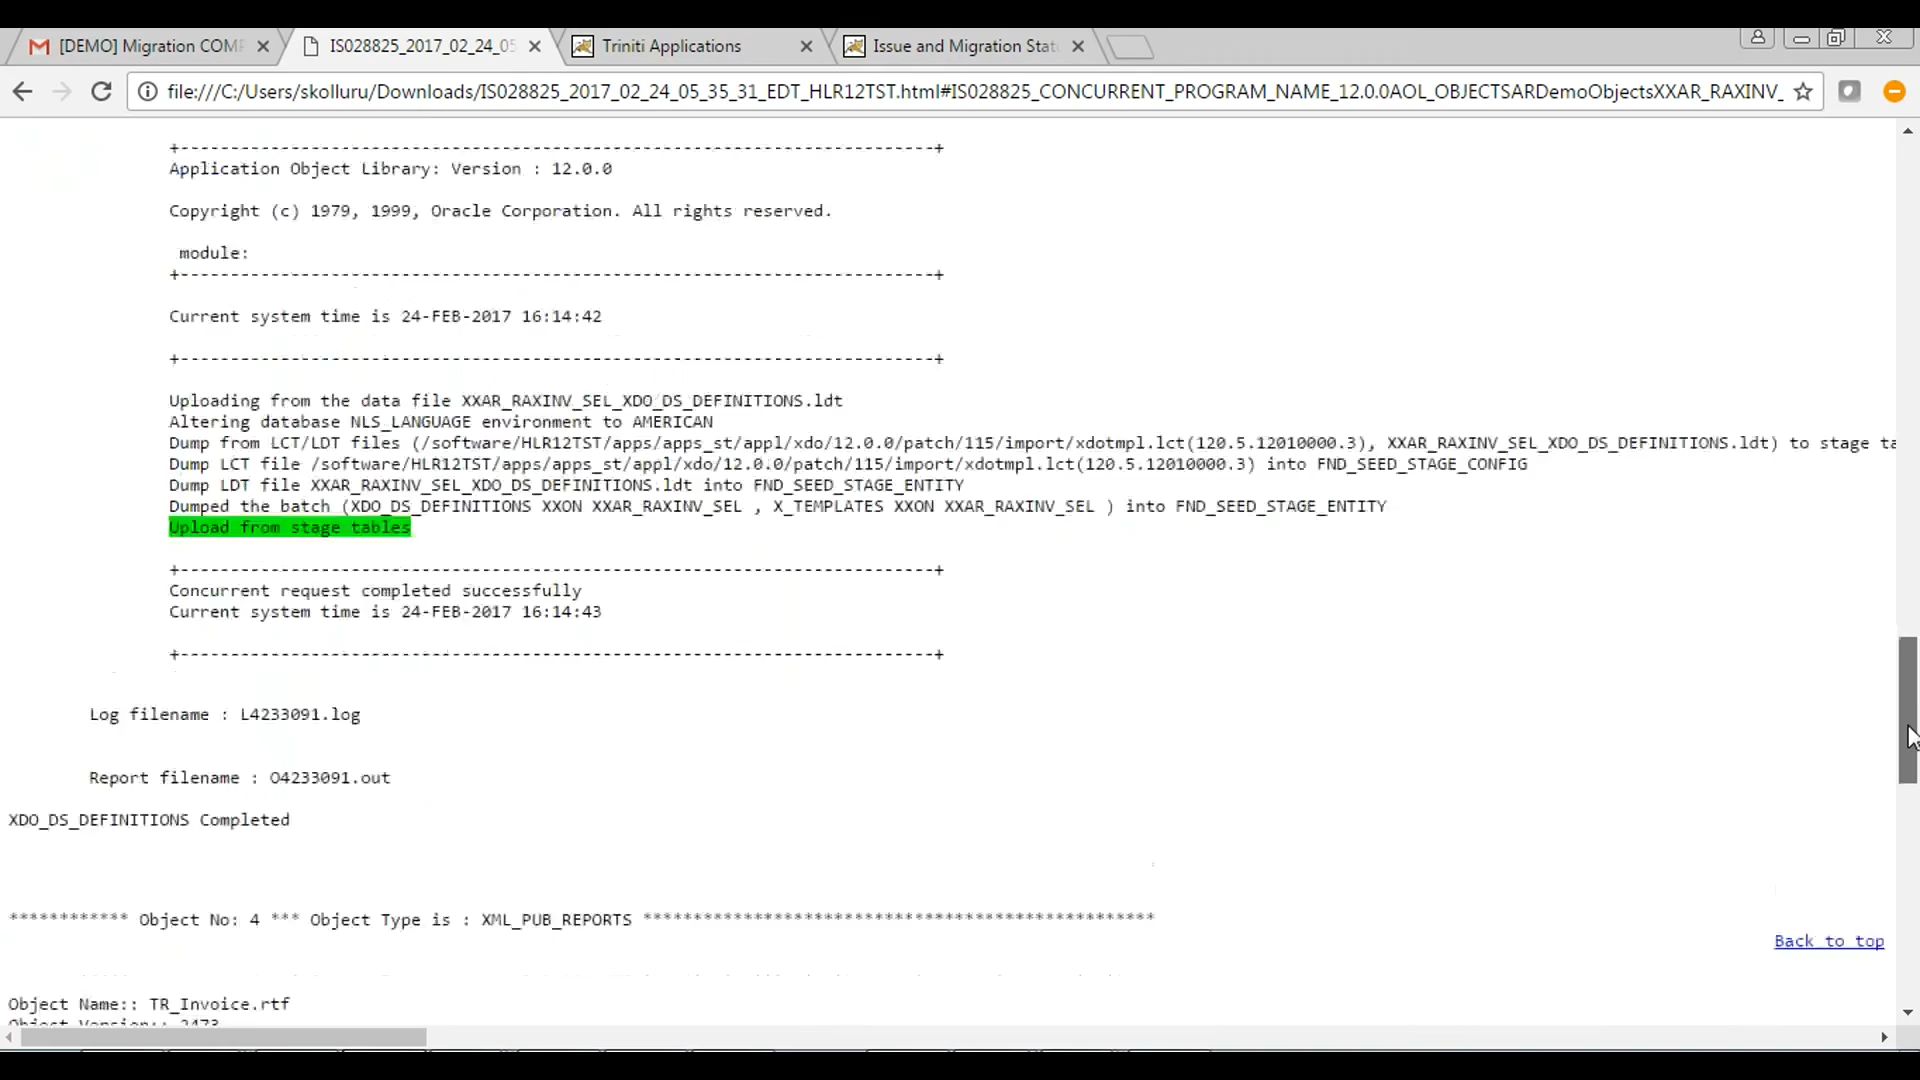 [DEMO] Migration COMP
IS028825_2017_02_24_05
Triniti Applications
Issue and Migration Stat
file:///C:/Users/skolluru/Downloads/IS028825_2017_02_24_05_35_31_EDT_HLR12TST.html#IS028825_CONCURRENT_PROGRAM_NAME_12.0.0AOL_OBJECTSARDemoObjectsXXAR_RAXINV_
+---------------------------------------------------------------------------+
Application Object Library: Version : 12.0.0
Copyright (c) 1979, 1999, Oracle Corporation. All rights reserved.
module:
+---------------------------------------------------------------------------+
Current system time is 24-FEB-2017 16:14:42
+---------------------------------------------------------------------------+
Uploading from the data file XXAR_RAXINV_SEL_XDO_DS_DEFINITIONS.ldt
Altering database NLS_LANGUAGE environment to AMERICAN
Dump from LCT/LDT files (/software/HLR12TST/apps/apps_st/appl/xdo/12.0.0/patch/115/import/xdotmpl.lct(120.5.12010000.3), XXAR_RAXINV_SEL_XDO_DS_DEFINITIONS.ldt) to stage ta
Dump LCT file /software/HLR12TST/apps/apps_st/appl/xdo/12.0.0/patch/115/import/xdotmpl.lct(120.5.12010000.3) into FND_SEED_STAGE_CONFIG
Dump LDT file XXAR_RAXINV_SEL_XDO_DS_DEFINITIONS.ldt into FND_SEED_STAGE_ENTITY
Dumped the batch (XDO_DS_DEFINITIONS XXON XXAR_RAXINV_SEL , X_TEMPLATES XXON XXAR_RAXINV_SEL ) into FND_SEED_STAGE_ENTITY
Upload from stage tables
+---------------------------------------------------------------------------+
Concurrent request completed successfully
Current system time is 24-FEB-2017 16:14:43
+---------------------------------------------------------------------------+
Log filename : L4233091.log
Report filename : O4233091.out
XDO_DS_DEFINITIONS Completed
************ Object No: 4 *** Object Type is : XML_PUB_REPORTS ***************************************************
Back to top
Object Name:: TR_Invoice.rtf
Object Version:: 2473